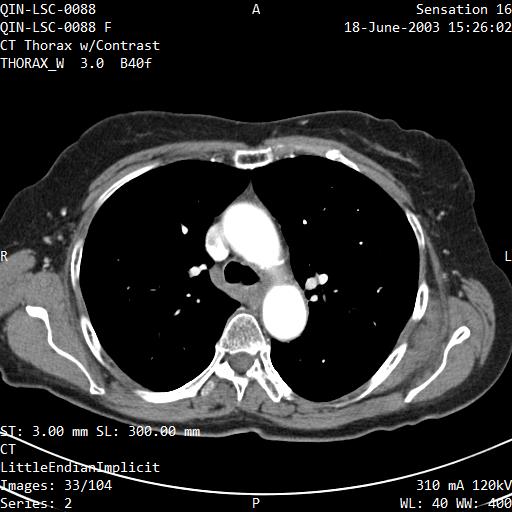 QIN-LSC-0088
A
Sensation 16
QIN-LSC-0088 F
18-June-2003 15:26:02
CT Thorax w/Contrast
THORAX_W 3.0 B40f
R
L
ST: 3.00 mm SL: 300.00 mm
CT
LittleEndianImplicit
Images: 33/104
310 mA 120kV
Series: 2
P
WL: 40 WW: 400